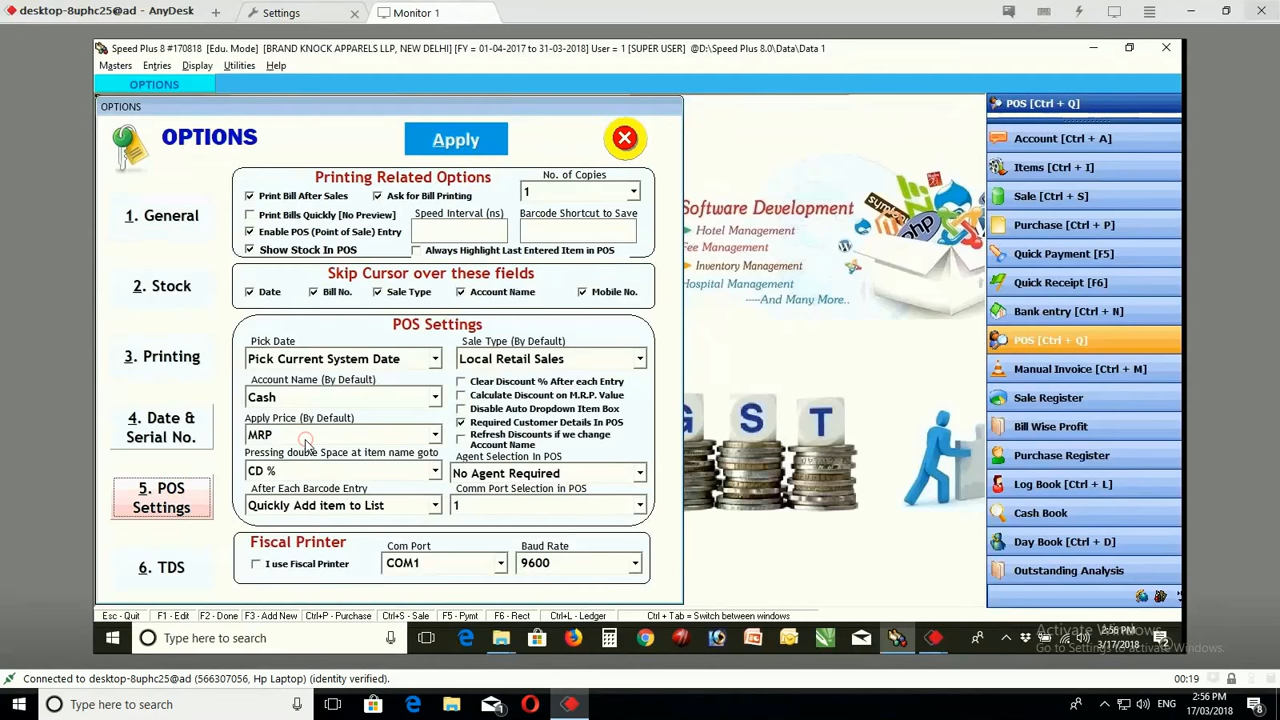 desktop-8uphc25@ad - AnyDesk
Settings
Monitor 1
Speed Plus 8 #170818 [Edu. Mode] [BRAND KNOCK APPARELS LLP, NEW DELHI] [FY = 01-04-2017 to 31-03-2018] User = 1 [SUPER USER] @D:\Speed Plus 8.0\Data\Data 1
Masters Entries Display Utilities Help
OPTIONS
OPTIONS
OPTIONS
Apply
1. General
2. Stock
3. Printing
4. Date & Serial No.
5. POS Settings
6. TDS
Printing Related Options
No. of Copies
1
Print Bill After Sales
Ask for Bill Printing
Print Bills Quickly [No Preview]
Speed Interval (ns)
Barcode Shortcut to Save
Enable POS (Point of Sale) Entry
Show Stock In POS
Always Highlight Last Entered Item in POS
Skip Cursor over these fields
Date
Bill No.
Sale Type
Account Name
Mobile No.
POS Settings
Pick Date
Pick Current System Date
Sale Type (By Default)
Local Retail Sales
Account Name (By Default)
Cash
Apply Price (By Default)
MRP
Pressing double Space at item name goto
CD %
After Each Barcode Entry
Quickly Add item to List
Clear Discount % After each Entry
Calculate Discount on M.R.P. Value
Disable Auto Dropdown Item Box
Required Customer Details In POS
Refresh Discounts if we change
Account Name
Agent Selection In POS
No Agent Required
Comm Port Selection in POS
1
Fiscal Printer
I use Fiscal Printer
Com Port
COM1
Baud Rate
9600
Software Development
Hotel Management
Fee Management
Inventory Management
Hospital Management
-----And Many More..
php
S T
POS [Ctrl + Q]
Account [Ctrl + A]
Items [Ctrl + I]
Sale [Ctrl + S]
Purchase [Ctrl + P]
Quick Payment [F5]
Quick Receipt [F6]
Bank entry [Ctrl + N]
POS [Ctrl + Q]
Manual Invoice [Ctrl + M]
Sale Register
Bill Wise Profit
Purchase Register
Log Book [Ctrl + L]
Cash Book
Day Book [Ctrl + D]
Outstanding Analysis
Esc - Quit F1 - Edit F2 - Done F3 - Add New Ctrl+P - Purchase Ctrl+S - Sale F5 - Pymt F6 - Rect Ctrl+L - Ledger Ctrl + Tab = Switch between windows
Type here to search
2:56 PM
3/17/2018
Activate Windows
Go to Settings to activate Windows.
Connected to desktop-8uphc25@ad (566307056, Hp Laptop) (identity verified).
00:19
Type here to search
ENG
2:56 PM
17/03/2018